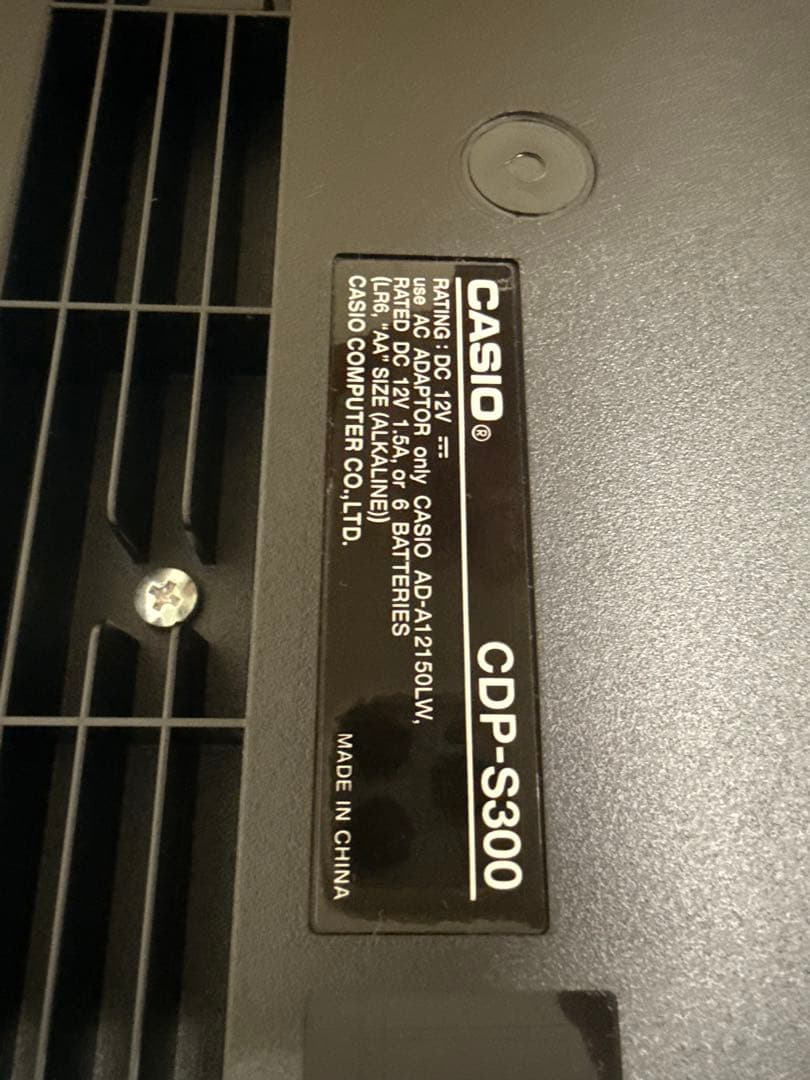 CASIO® CDP-S300
RATING : DC 12V ⎓
use AC ADAPTOR only CASIO AD-A12150LW,
RATED DC 12V 1.5A, or 6 BATTERIES
(LR6, "AA" SIZE (ALKALINE))
CASIO COMPUTER CO.,LTD. MADE IN CHINA